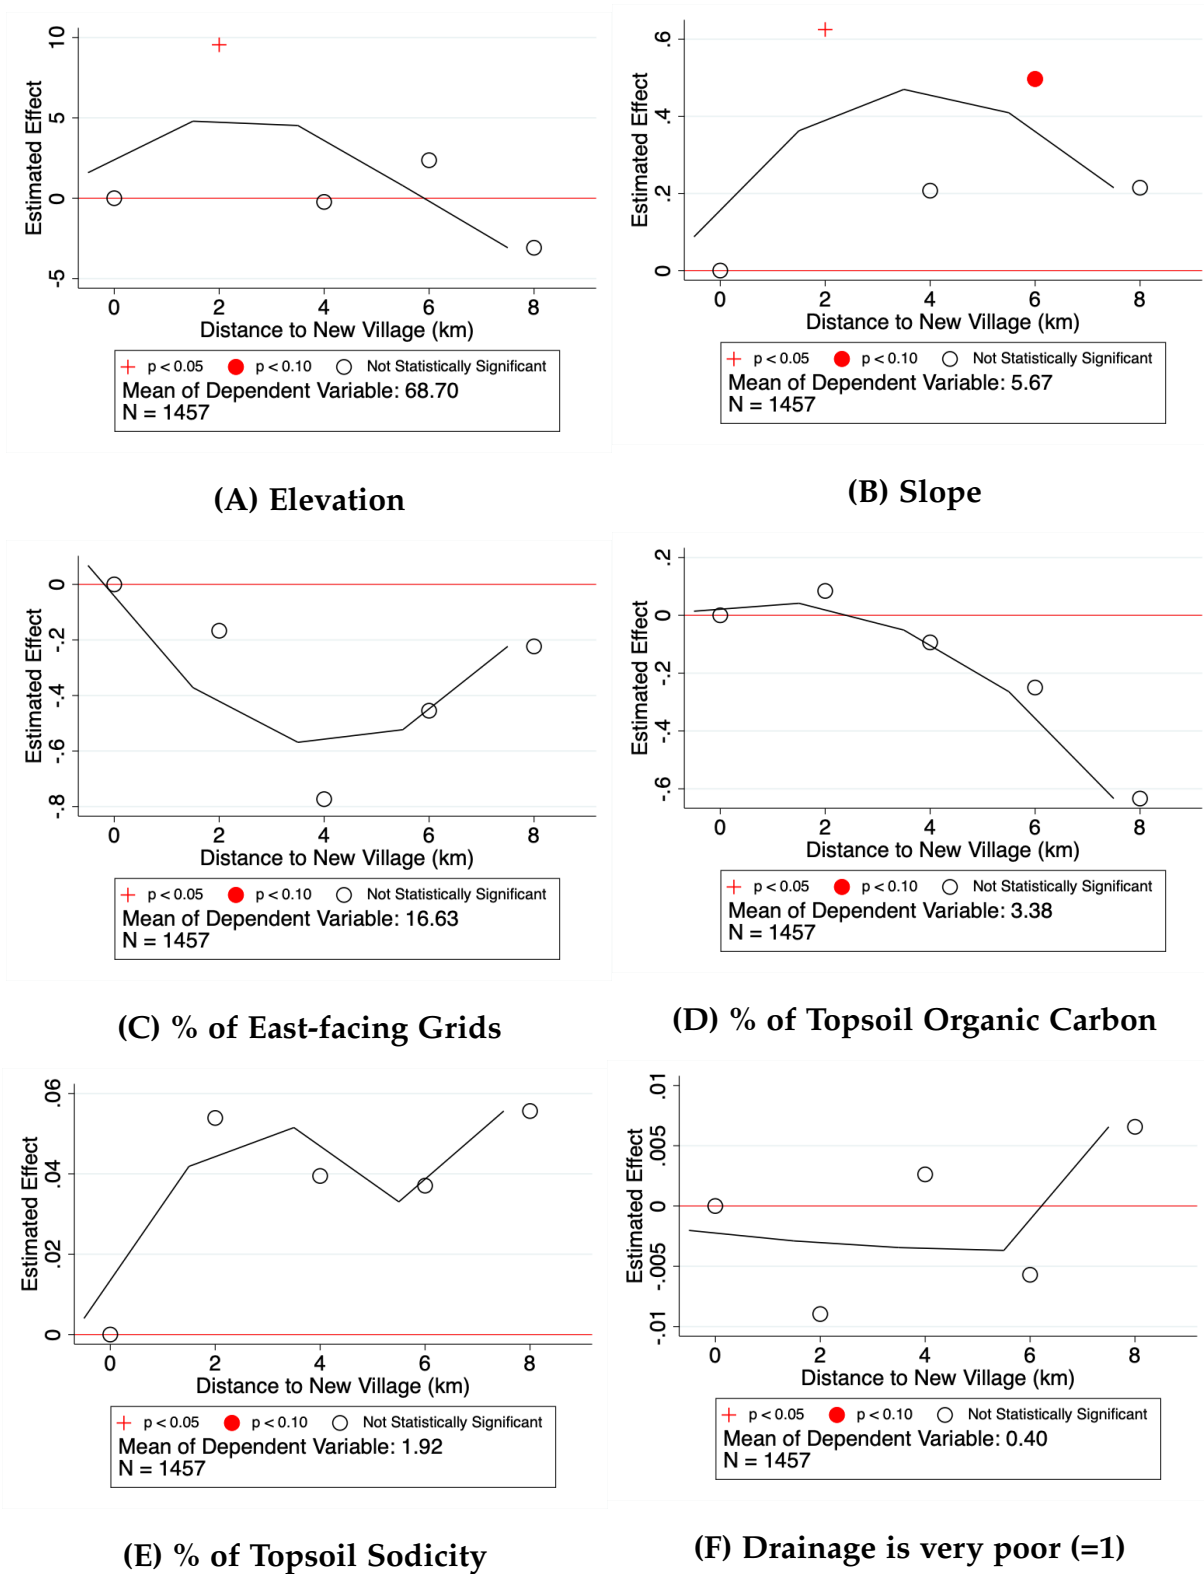 10
5
0
-5
Estimated Effect
0 2 4 6 8
Distance to New Village (km)
p < 0.05 p < 0.10 Not Statistically Significant
Mean of Dependent Variable: 68.70
N = 1457
(A) Elevation
.6
.4
.2
0
Estimated Effect
0 2 4 6 8
Distance to New Village (km)
p < 0.05 p < 0.10 Not Statistically Significant
Mean of Dependent Variable: 5.67
N = 1457
(B) Slope
0
-.2
-.4
-.6
-.8
Estimated Effect
0 2 4 6 8
Distance to New Village (km)
p < 0.05 p < 0.10 Not Statistically Significant
Mean of Dependent Variable: 16.63
N = 1457
(C) % of East-facing Grids
.2
0
-.2
-.4
-.6
Estimated Effect
0 2 4 6 8
Distance to New Village (km)
p < 0.05 p < 0.10 Not Statistically Significant
Mean of Dependent Variable: 3.38
N = 1457
(D) % of Topsoil Organic Carbon
.06
.04
.02
0
Estimated Effect
0 2 4 6 8
Distance to New Village (km)
p < 0.05 p < 0.10 Not Statistically Significant
Mean of Dependent Variable: 1.92
N = 1457
(E) % of Topsoil Sodicity
.01
.005
0
-.005
-.01
Estimated Effect
0 2 4 6 8
Distance to New Village (km)
p < 0.05 p < 0.10 Not Statistically Significant
Mean of Dependent Variable: 0.40
N = 1457
(F) Drainage is very poor (=1)